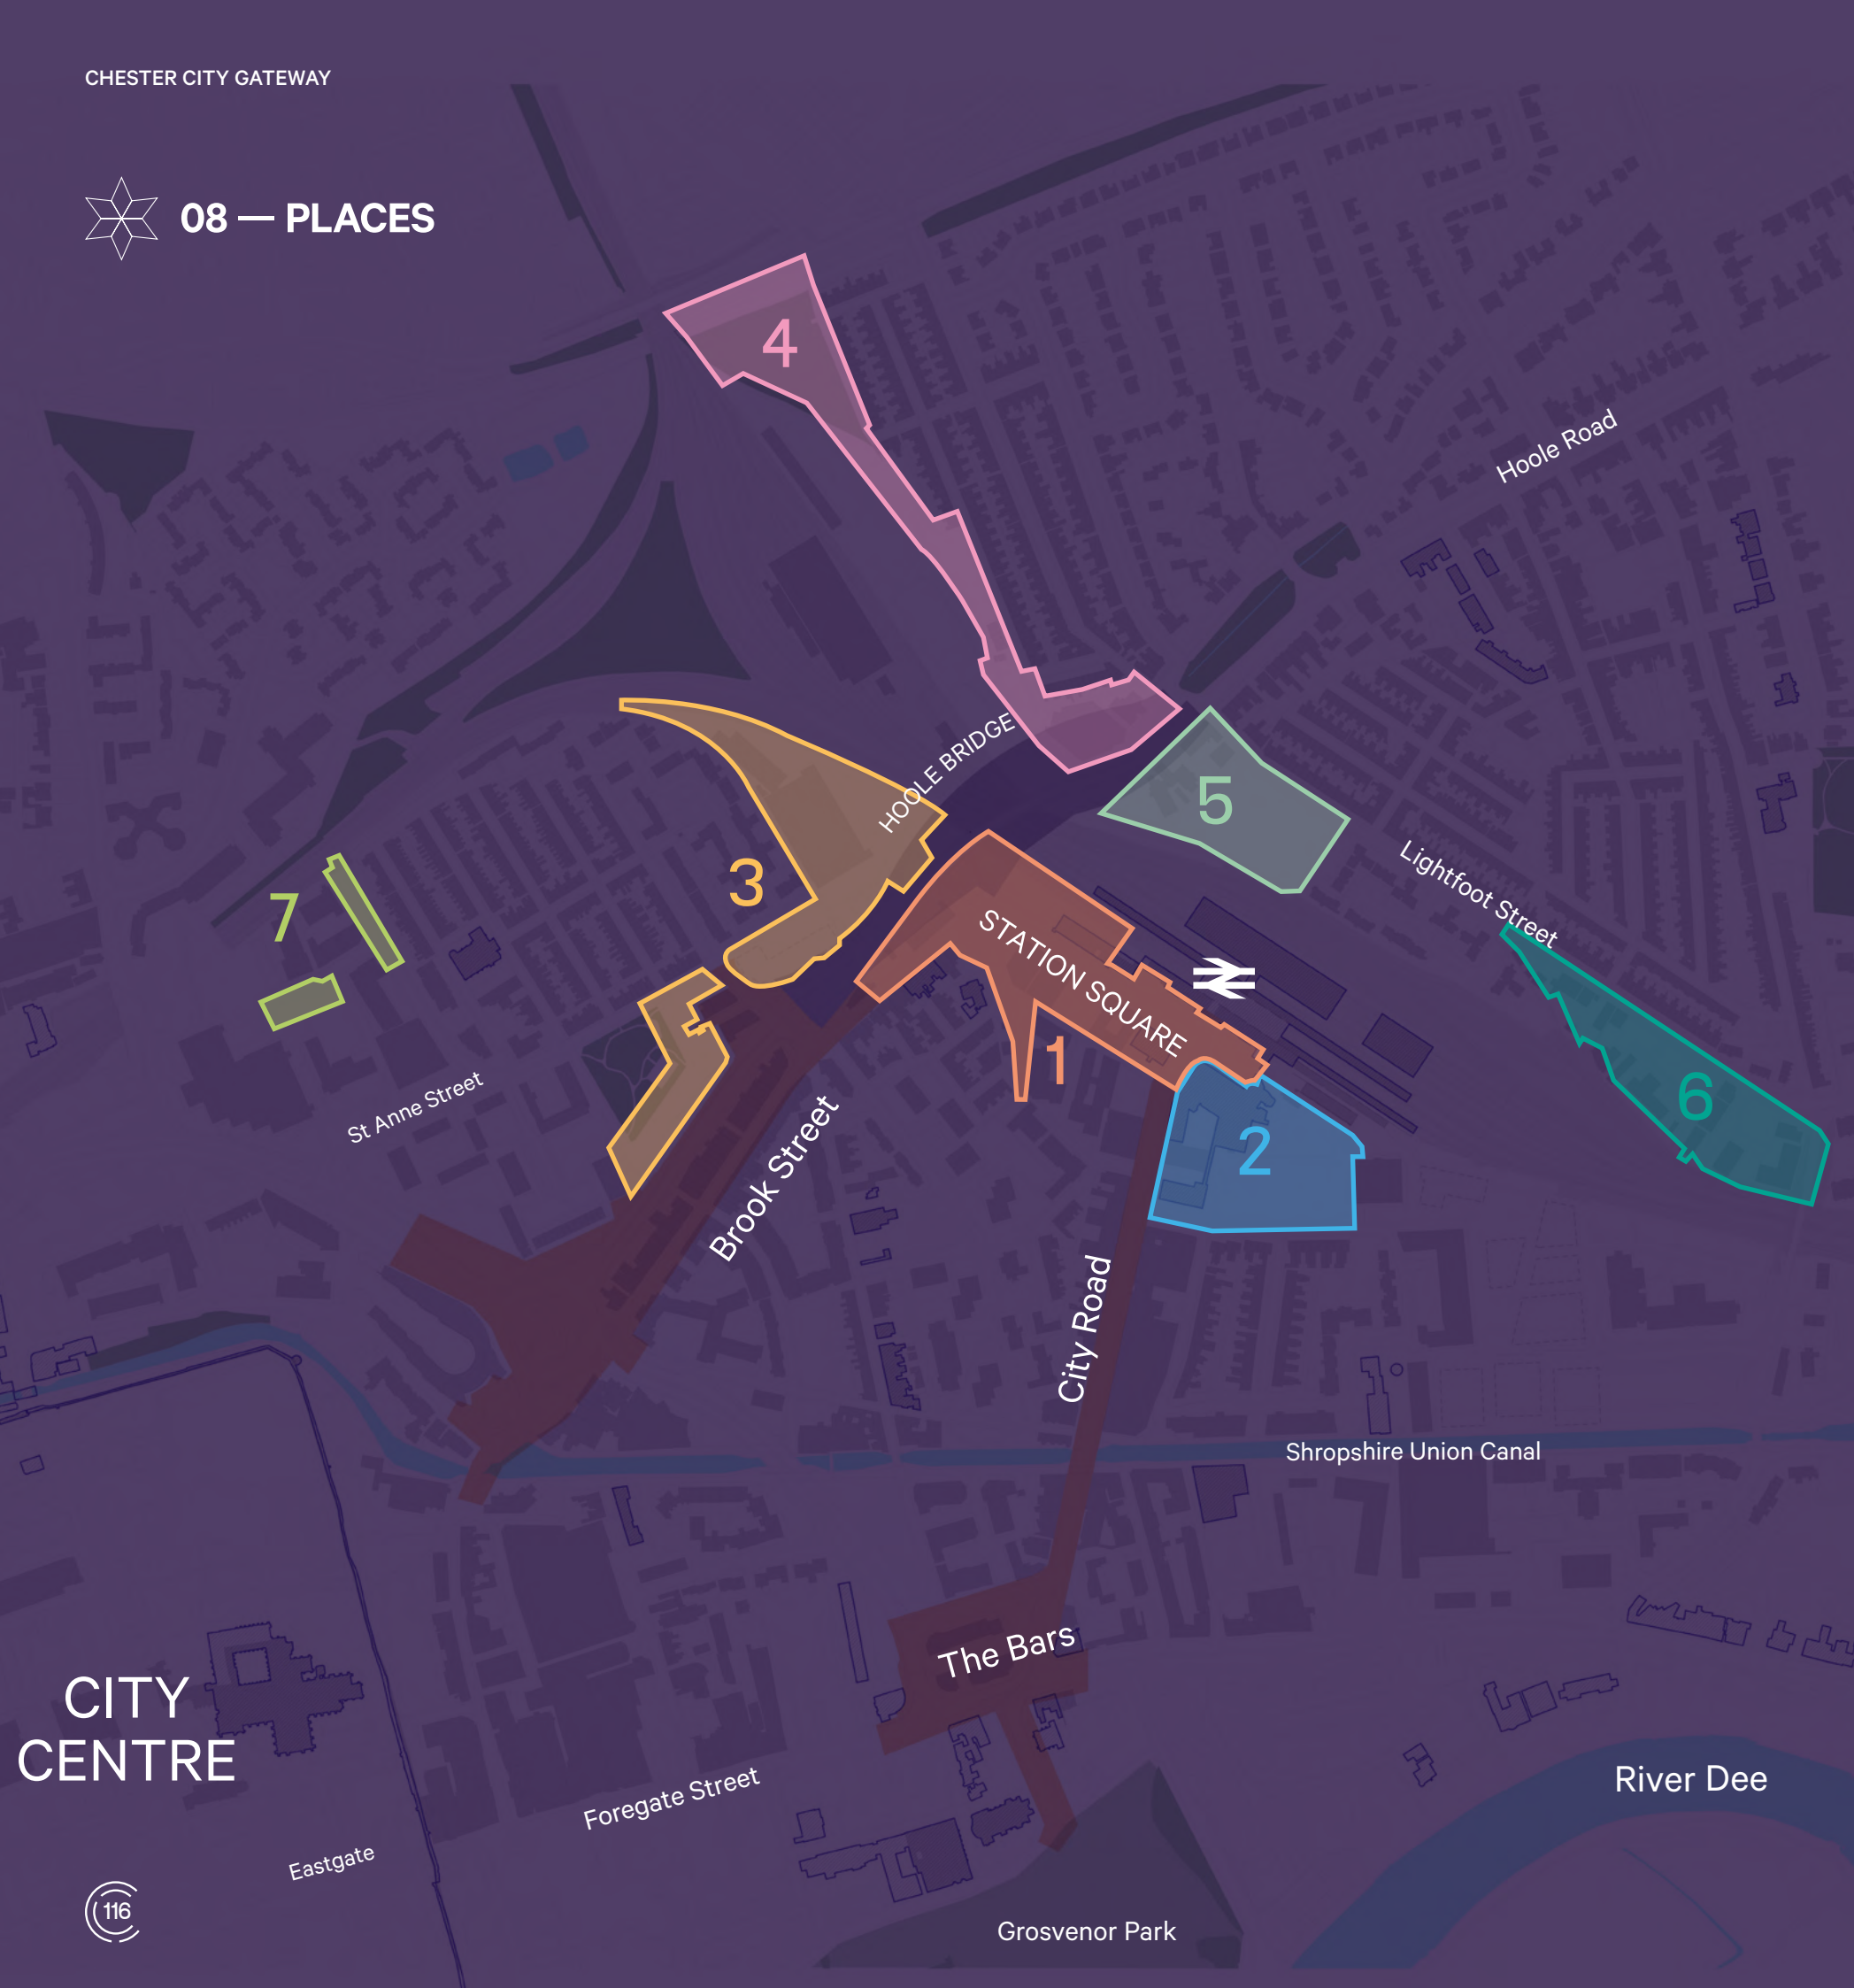 CHESTER CITY GATEWAY
08 — PLACES
4
Hoole Road
HOOLE BRIDGE
5
3
Lightfoot Street
7
STATION SQUARE
1
6
2
St Anne Street
Brook Street
City Road
Shropshire Union Canal
The Bars
CITY
CENTRE
River Dee
Foregate Street
Eastgate
116
Grosvenor Park